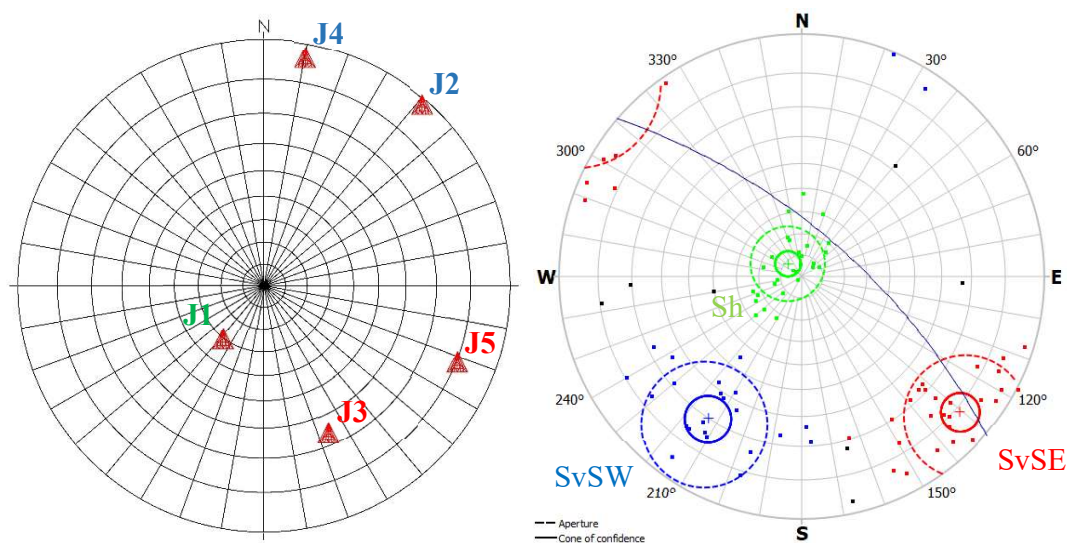 N
J4
J2
J1
J5
J3
N
330°
30°
300°
60°
W
E
Sh
240°
120°
SvSW
SvSE
210°
150°
S
Aperture
Cone of confidence